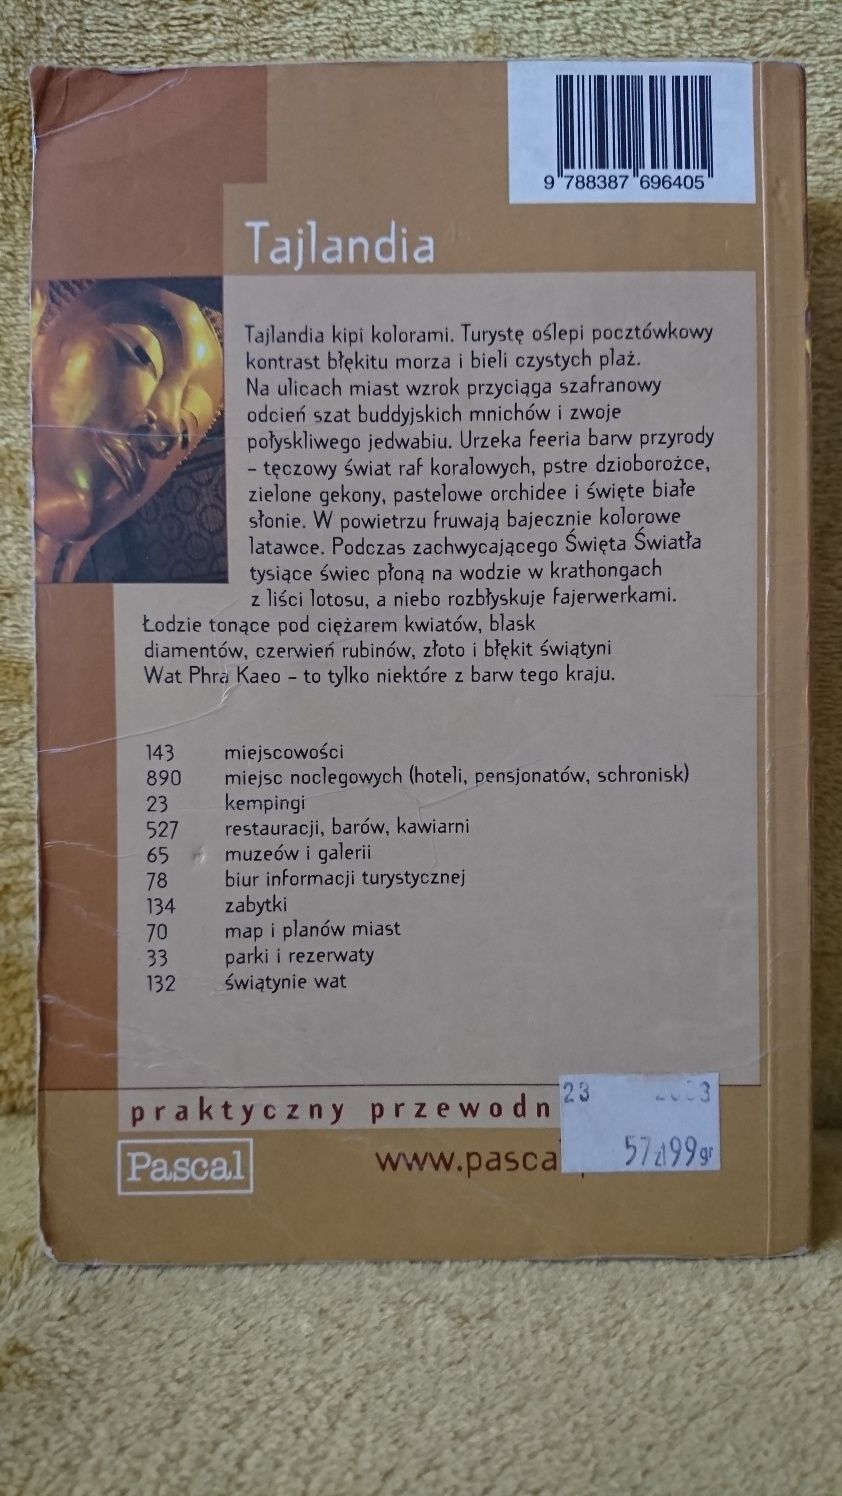 9 788387 696405
Tajlandia
Tajlandia kipi kolorami. Turystę oślepi pocztówkowy
kontrast błękitu morza i bieli czystych plaż.
Na ulicach miast wzrok przyciąga szafranowy
odcień szat buddyjskich mnichów i zwoje
połyskliwego jedwabiu. Urzeka feeria barw przyrody
– tęczowy świat raf koralowych, pstre dzioborożce,
zielone gekony, pastelowe orchidee i święte białe
słonie. W powietrzu fruwają bajecznie kolorowe
latawce. Podczas zachwycającego Święta Światła
tysiące świec płoną na wodzie w krathongach
z liści lotosu, a niebo rozbłyskuje fajerwerkami.
Łodzie tonące pod ciężarem kwiatów, blask
diamentów, czerwień rubinów, złoto i błękit świątyni
Wat Phra Kaeo – to tylko niektóre z barw tego kraju.
143 miejscowości
890 miejsc noclegowych (hoteli, pensjonatów, schronisk)
23 kempingi
527 restauracji, barów, kawiarni
65 muzeów i galerii
78 biur informacji turystycznej
134 zabytki
70 map i planów miast
33 parki i rezerwaty
132 świątynie wat
praktyczny przewodn
23
Pascal
www.pascal
57zł99gr